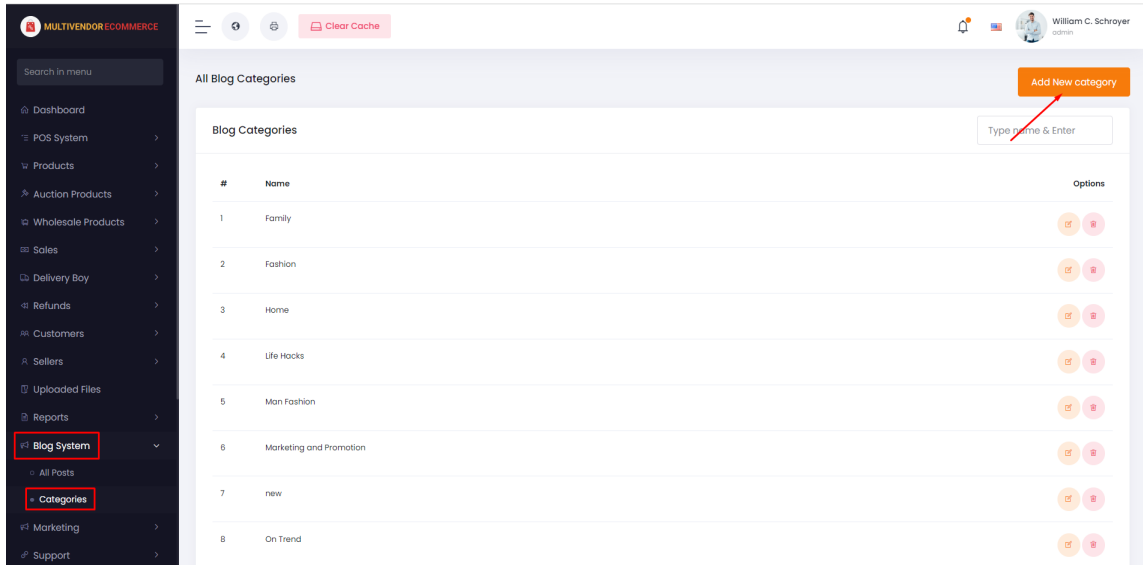 MULTIVENDOR ECOMMERCE
Clear Cache
William C. Schroyer
admin
Search in menu
Dashboard
POS System
Products
Auction Products
Wholesale Products
Sales
Delivery Boy
Refunds
Customers
Sellers
Uploaded Files
Reports
Blog System
All Posts
Categories
Marketing
Support
All Blog Categories
Add New category
Blog Categories
Type name & Enter
# Name Options
1 Family
2 Fashion
3 Home
4 Life Hacks
5 Man Fashion
6 Marketing and Promotion
7 new
8 On Trend